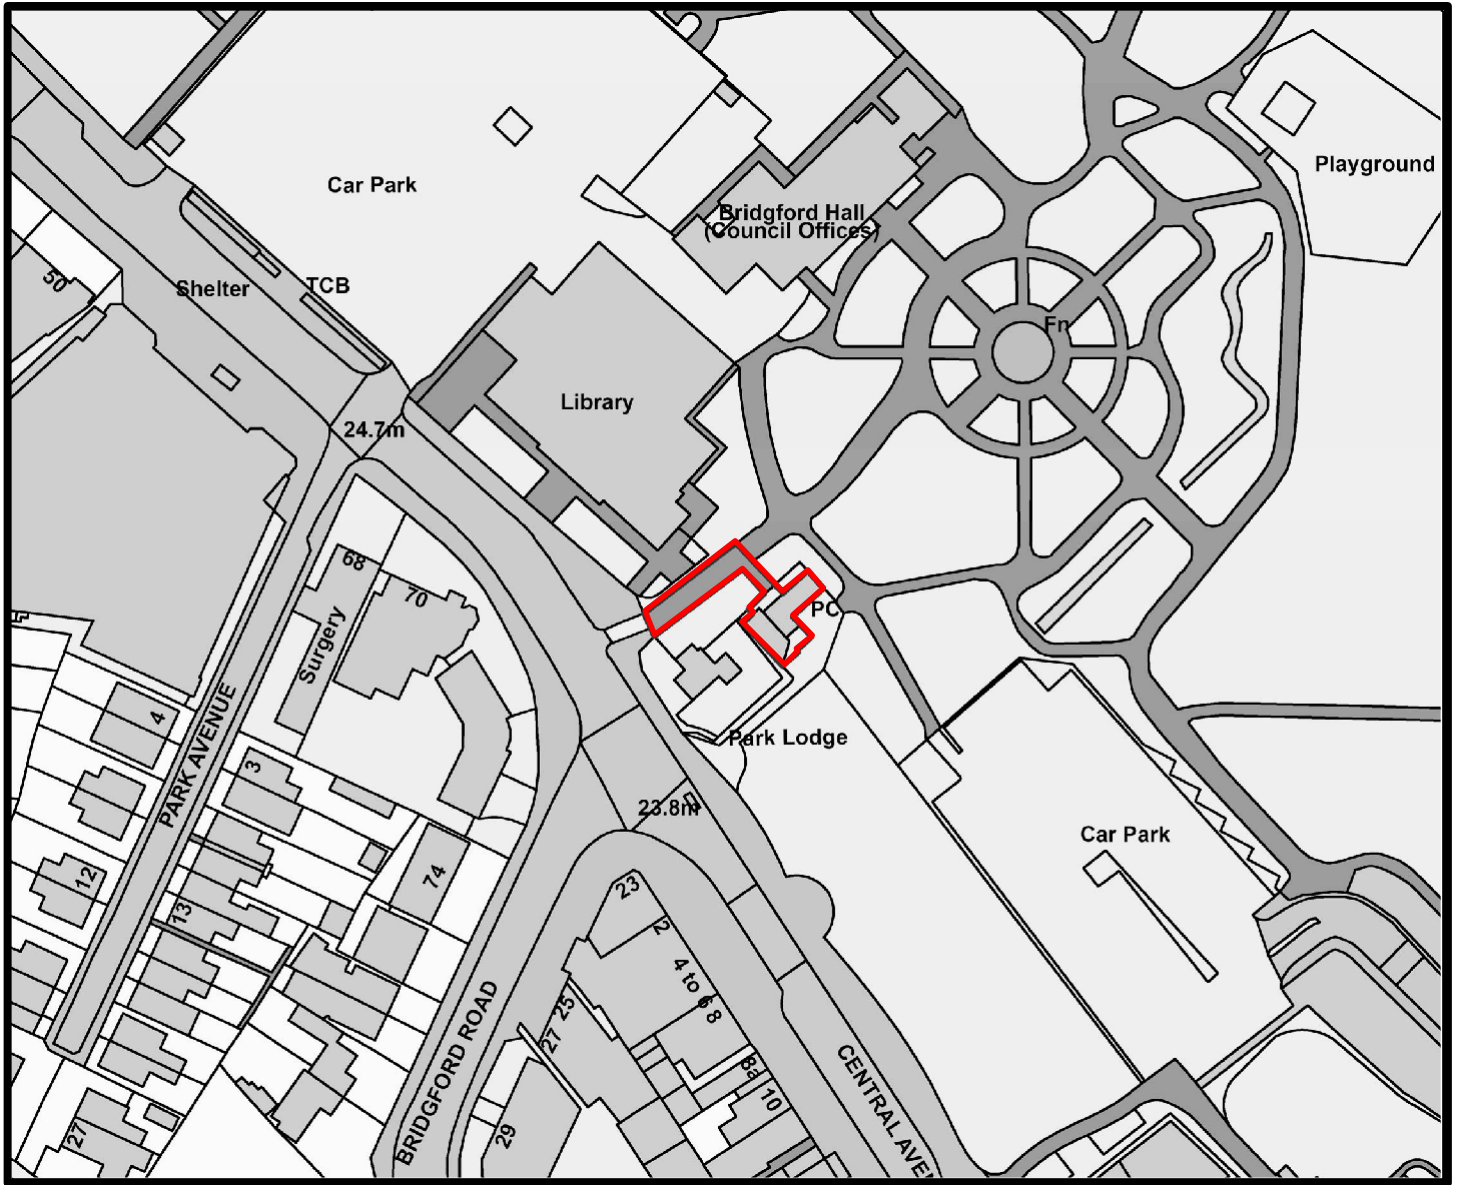 Car Park
Playground
Bridgford Hall
(Council Offices)
50
Shelter
TCB
Fn
Library
24.7m
68
70
Surgery
PC
4
PARK AVENUE
3
Park Lodge
23.8m
Car Park
12
74
13
23
2
4 to 6
8
25
27
8a
10
BRIDGFORD ROAD
CENTRAL AVEN
27
29